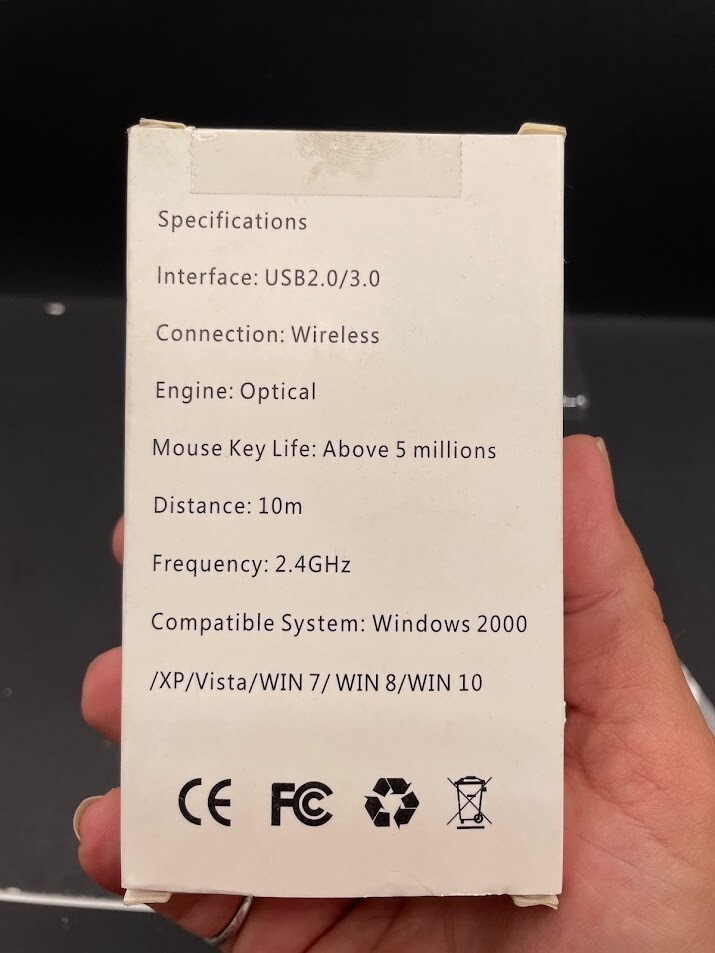 Specifications
Interface: USB2.0/3.0
Connection: Wireless
Engine: Optical
Mouse Key Life: Above 5 millions
Distance: 10m
Frequency: 2.4GHz
Compatible System: Windows 2000
/XP/Vista/WIN 7/ WIN 8/WIN 10
CE FC